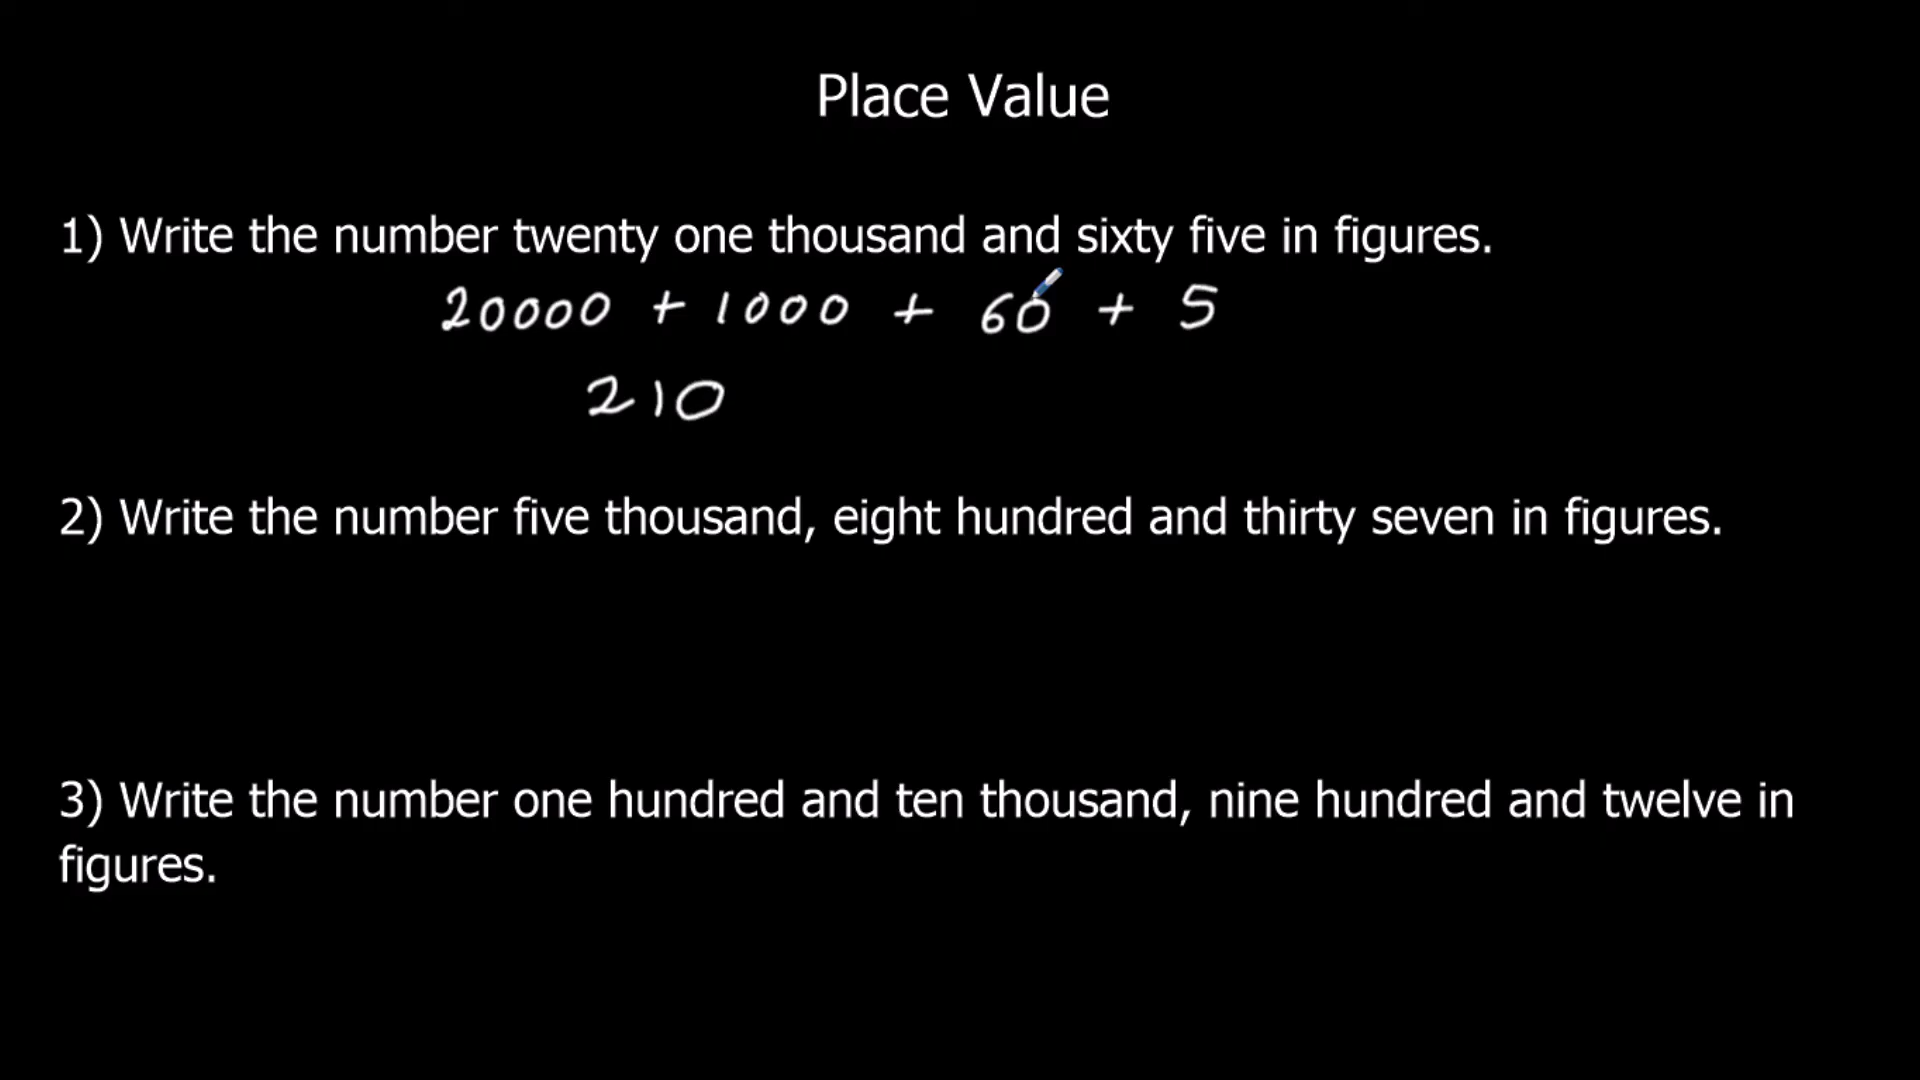 Place Value
1) Write the number twenty one thousand and sixty five in figures.
20000 + 1000 + 60 + 5
210
2) Write the number five thousand, eight hundred and thirty seven in figures.
3) Write the number one hundred and ten thousand, nine hundred and twelve in
figures.